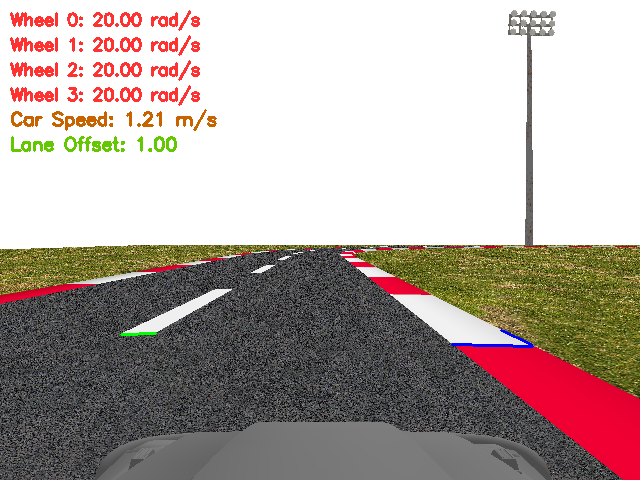 Wheel 0: 20.00 rad/s
Wheel 1: 20.00 rad/s
Wheel 2: 20.00 rad/s
Wheel 3: 20.00 rad/s
Car Speed: 1.21 m/s
Lane Offset: 1.00